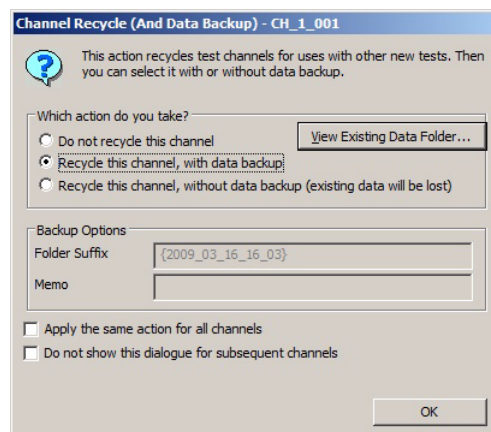 Channel Recycle (And Data Backup) - CH_1_001
This action recycles test channels for uses with other new tests. Then
you can select it with or without data backup.
Which action do you take?
View Existing Data Folder...
Do not recycle this channel
Recycle this channel, with data backup
Recycle this channel, without data backup (existing data will be lost)
Backup Options
Folder Suffix
{2009_03_16_16_03}
Memo
Apply the same action for all channels
Do not show this dialogue for subsequent channels
OK